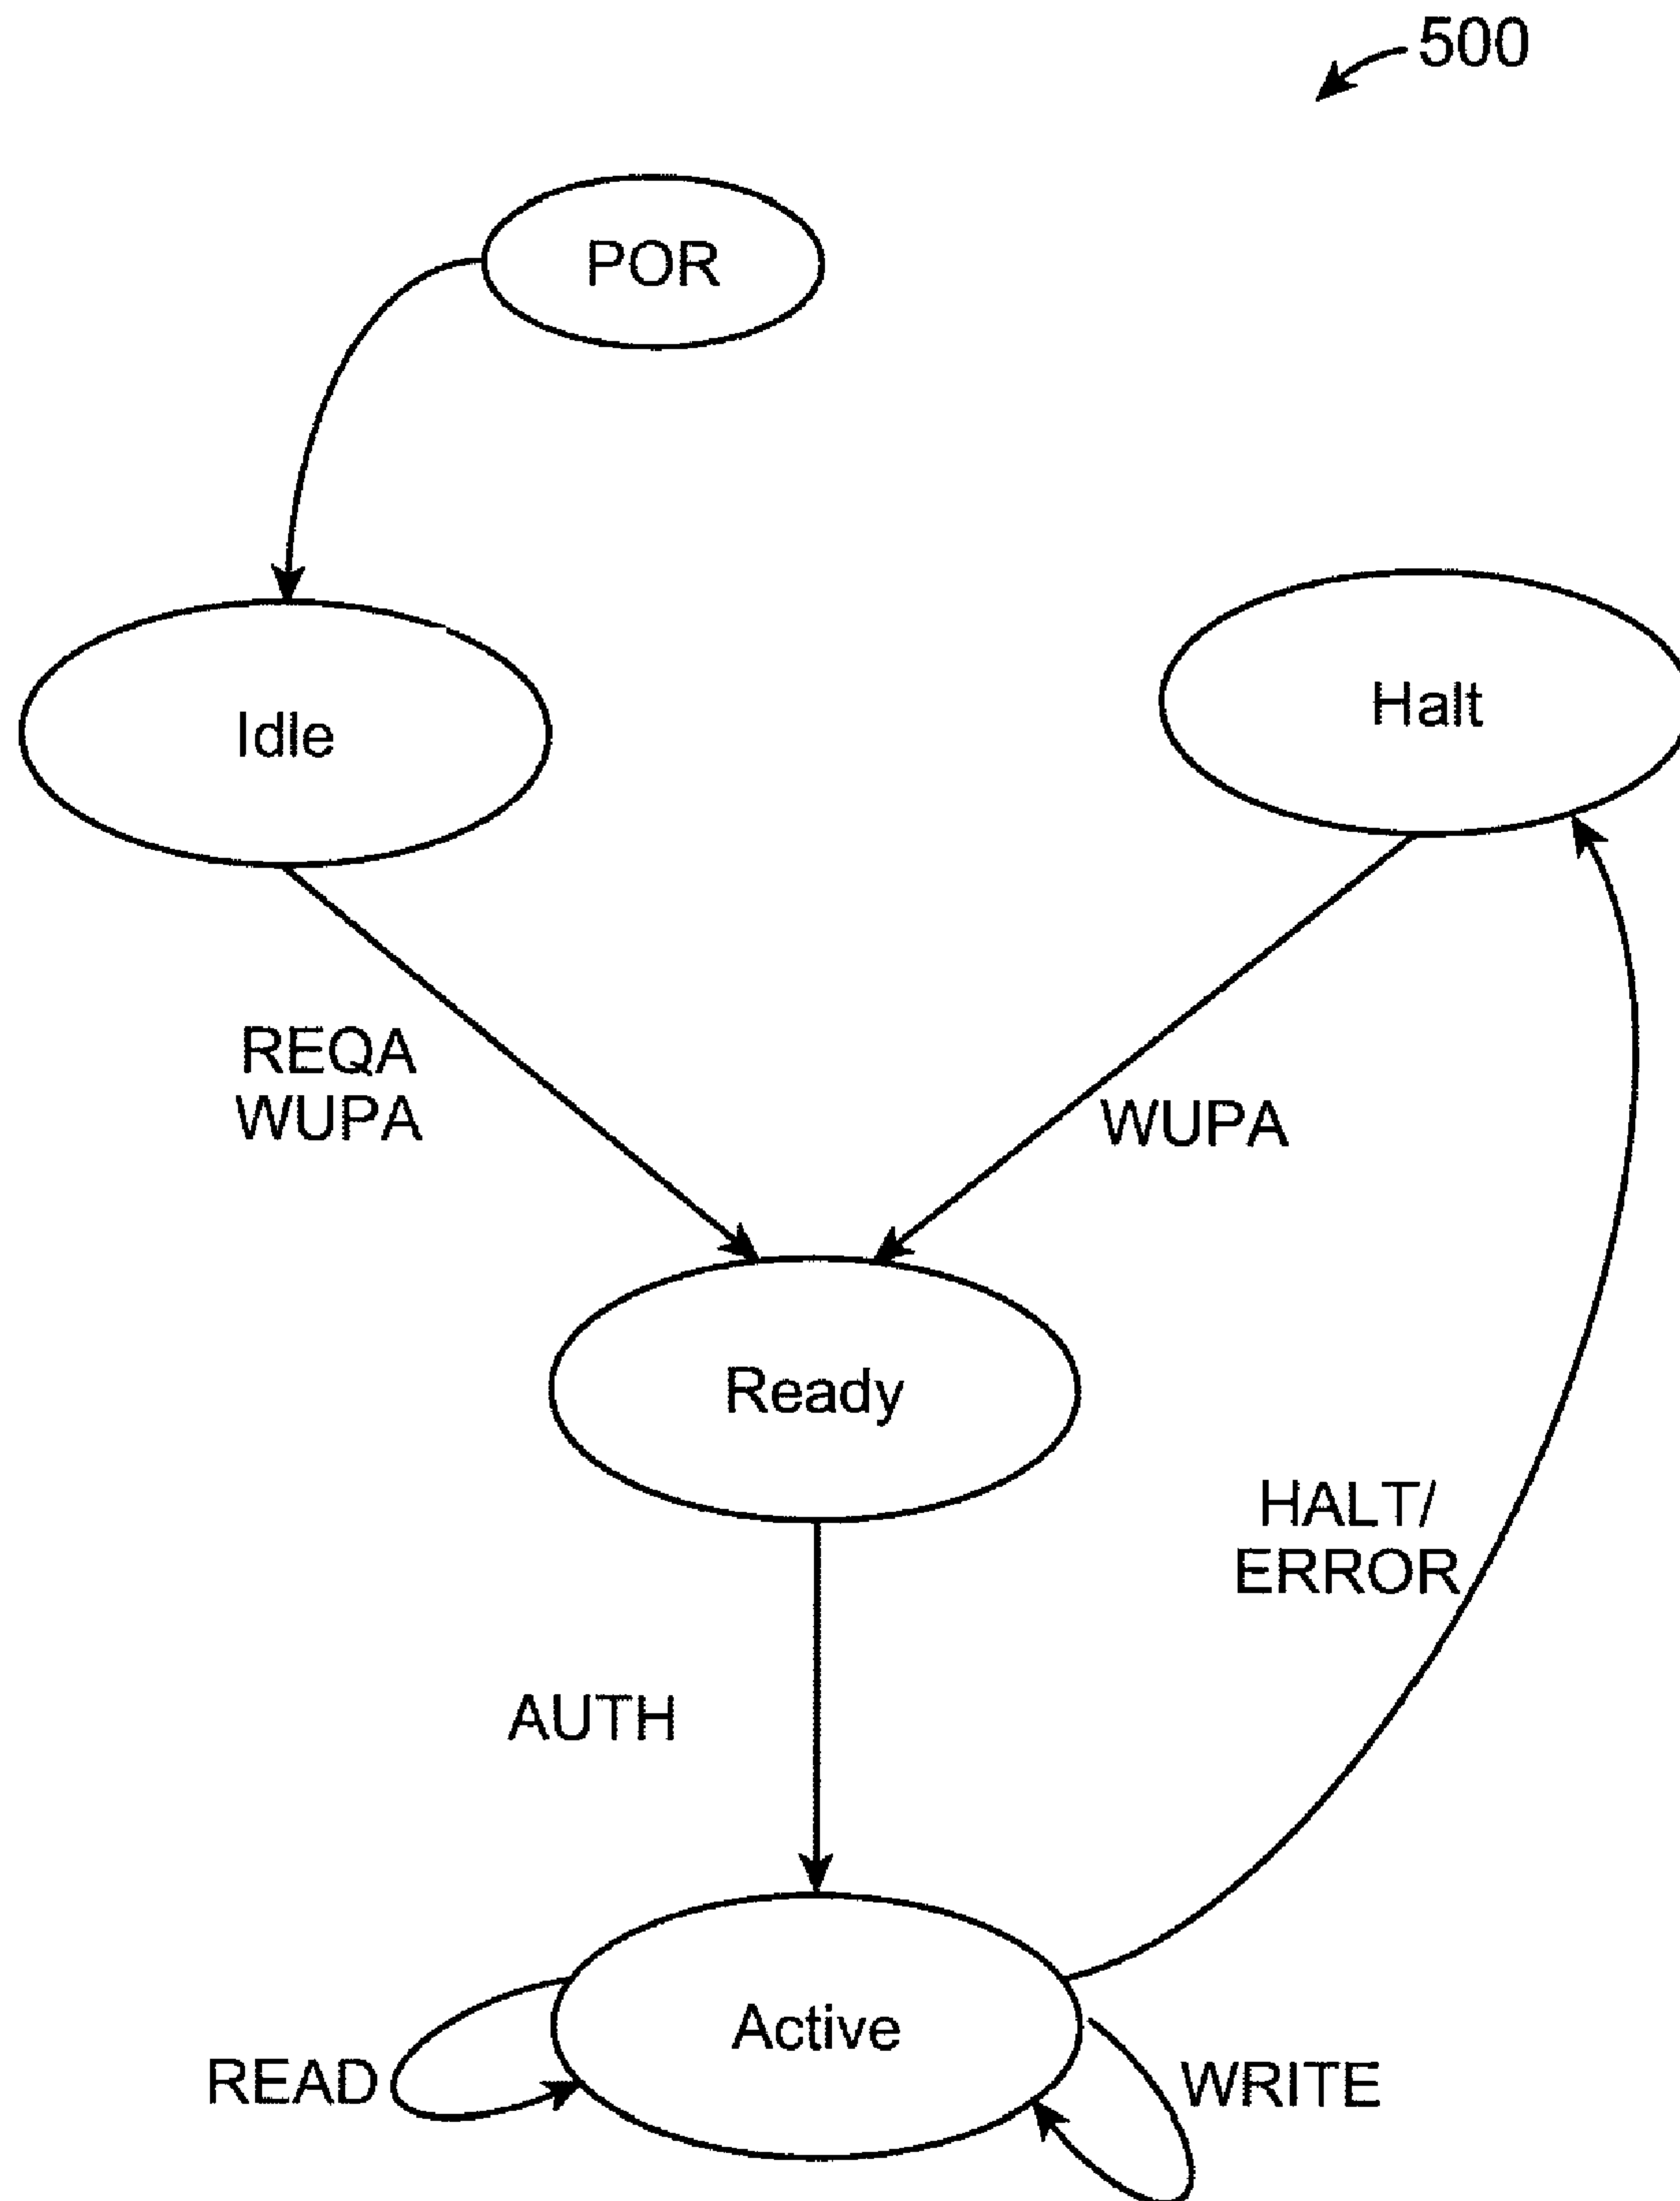 500
POR
Idle
Halt
REQA
WUPA
WUPA
Ready
HALT/
ERROR
AUTH
Active
READ
WRITE